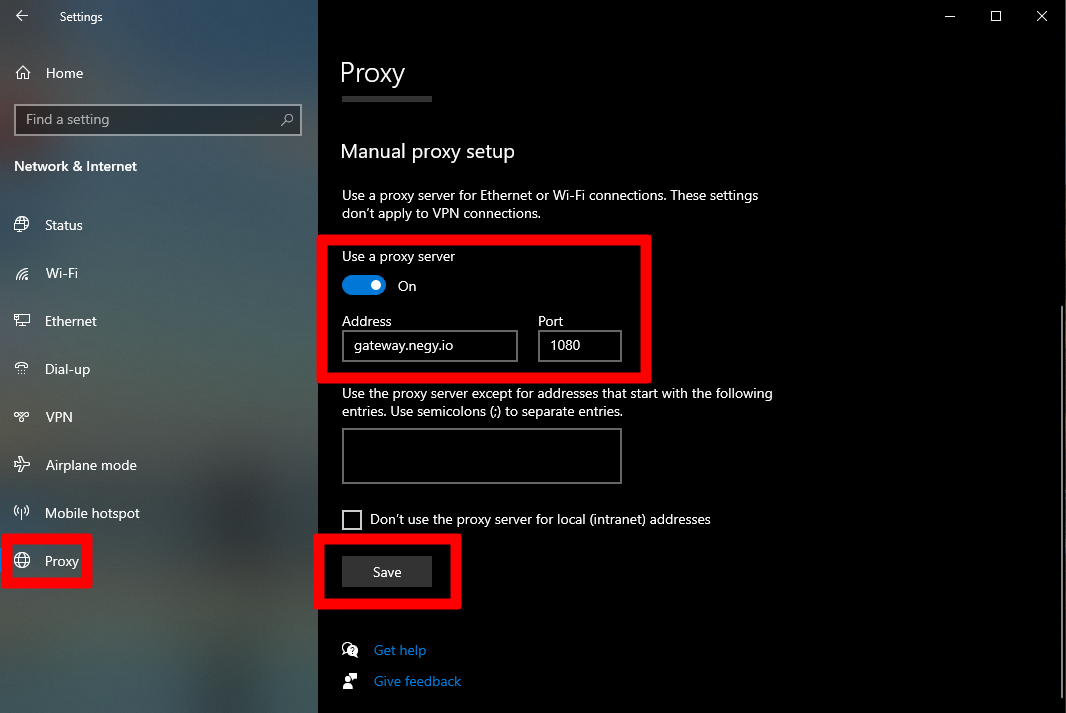 Settings
Home
Find a setting
Network & Internet
Status
Wi-Fi
Ethernet
Dial-up
VPN
Airplane mode
Mobile hotspot
Proxy
Proxy
Manual proxy setup
Use a proxy server for Ethernet or Wi-Fi connections. These settings
don't apply to VPN connections.
Use a proxy server
On
Address Port
gateway.negy.io 1080
Use the proxy server except for addresses that start with the following
entries. Use semicolons (;) to separate entries.
Don't use the proxy server for local (intranet) addresses
Save
Get help
Give feedback